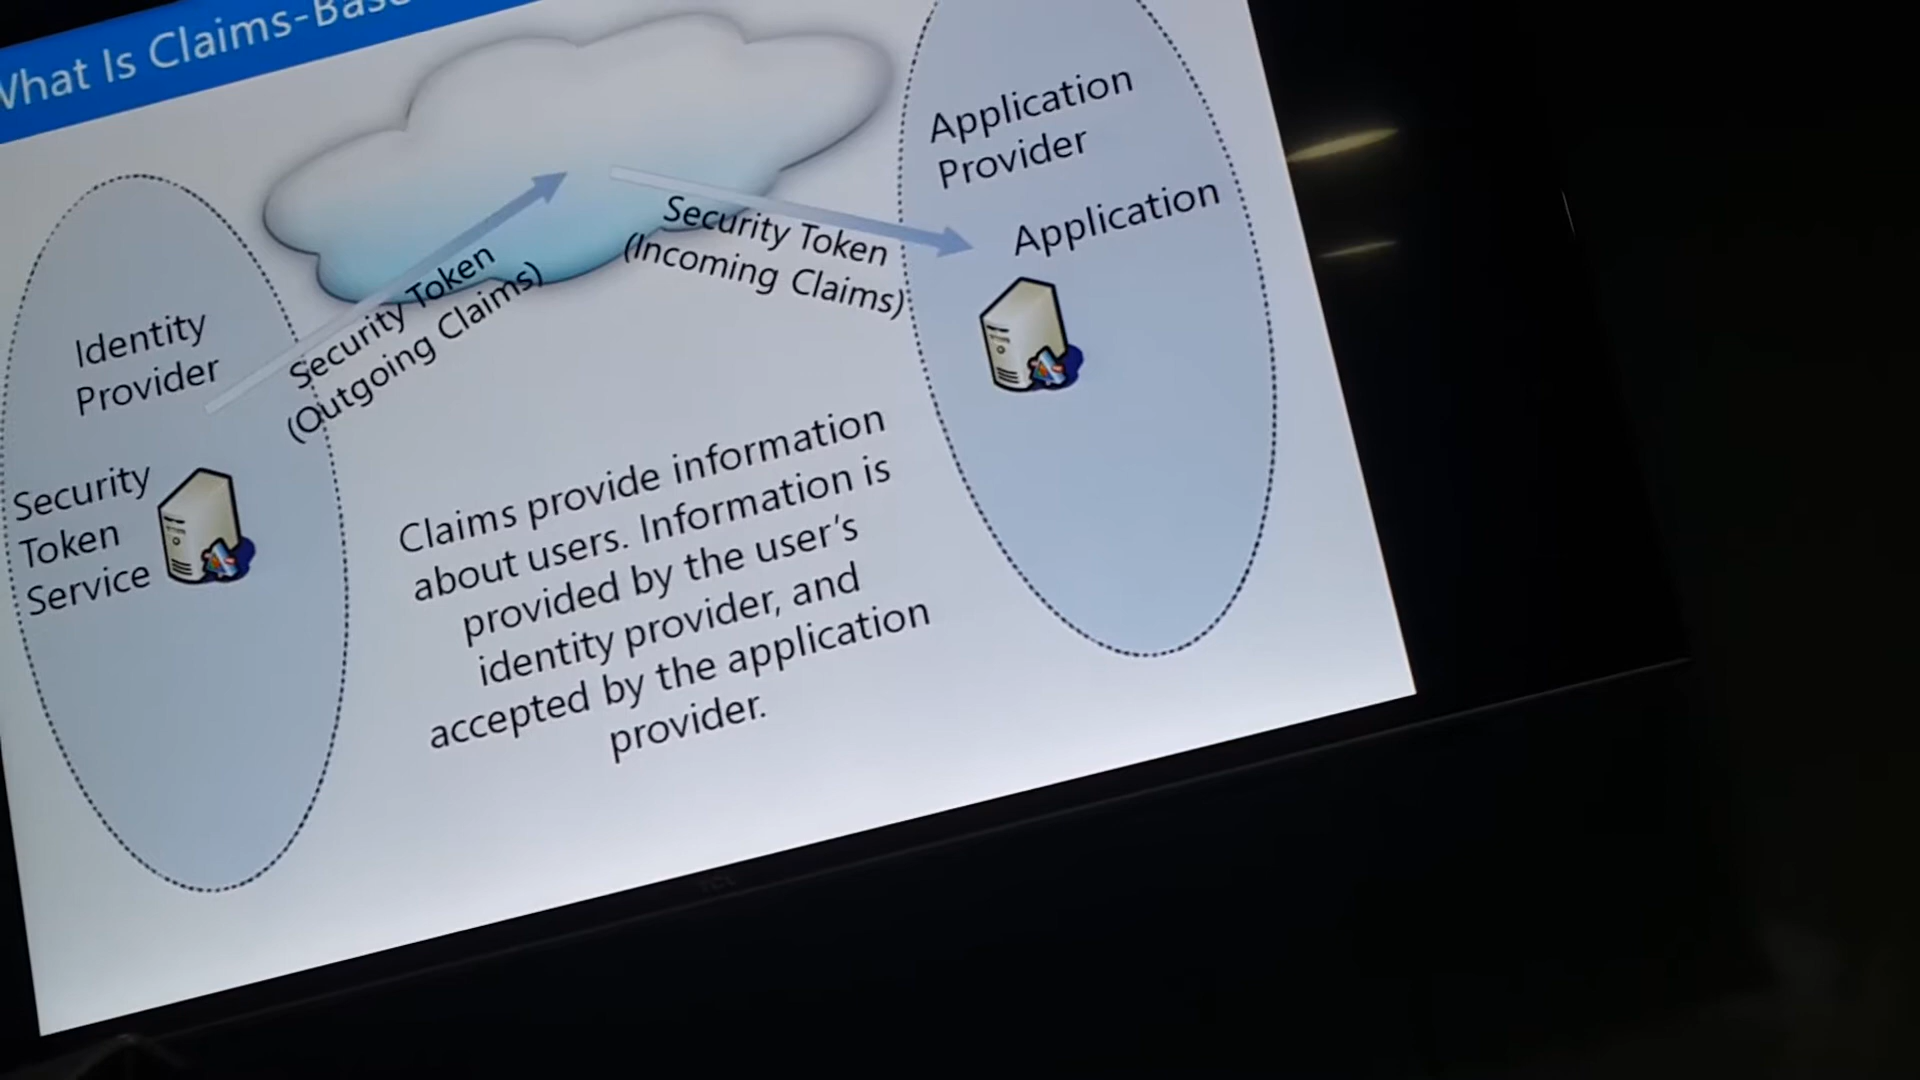 What Is Claims-Bas
Identity
Provider
Security
Token
Service
Security Token
(Outgoing Claims)
Security Token
(Incoming Claims)
Application
Provider
Application
Claims provide information
about users. Information is
provided by the user’s
identity provider, and
accepted by the application
provider.
TCL